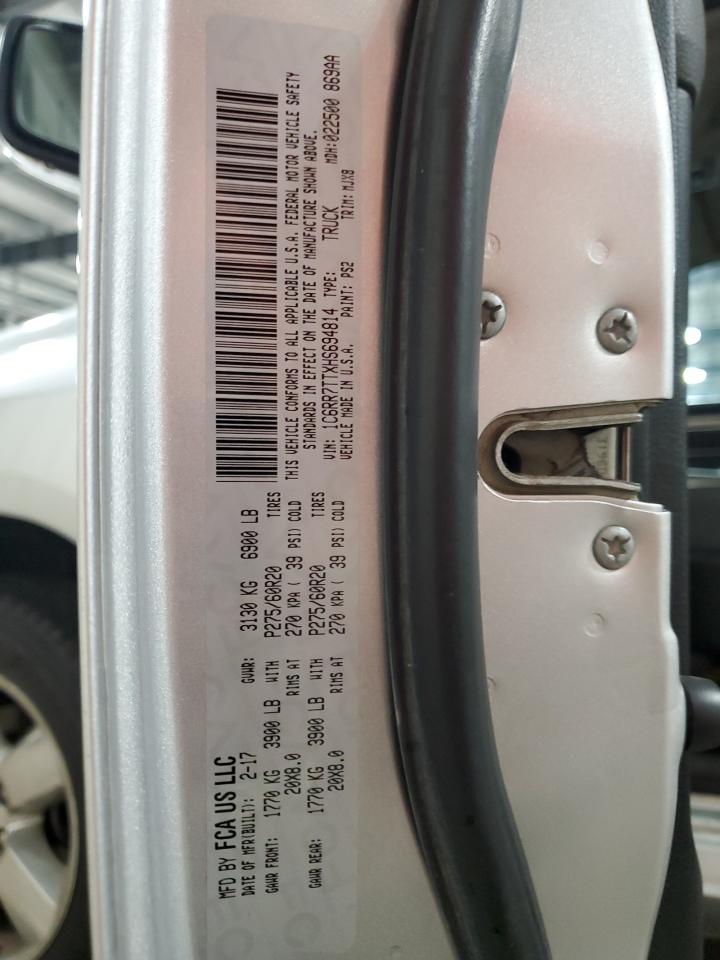 MFD BY FCA US LLC
DATE OF MFR(BUILT): 2-17 GVWR: 3130 KG 6900 LB
GAWR FRONT: 1770 KG 3900 LB WITH P275/60R20 TIRES
20X8.0 RIMS AT 270 KPA ( 39 PSI) COLD
GAWR REAR: 1770 KG 3900 LB WITH P275/60R20 TIRES
20X8.0 RIMS AT 270 KPA ( 39 PSI) COLD
THIS VEHICLE CONFORMS TO ALL APPLICABLE U.S.A. FEDERAL MOTOR VEHICLE SAFETY
STANDARDS IN EFFECT ON THE DATE OF MANUFACTURE SHOWN ABOVE.
VIN: 1C6RR7TTXHS694814 TYPE: TRUCK MDH:022500 869AA
VEHICLE MADE IN U.S.A. PAINT: PS2 TRIM: MJX8